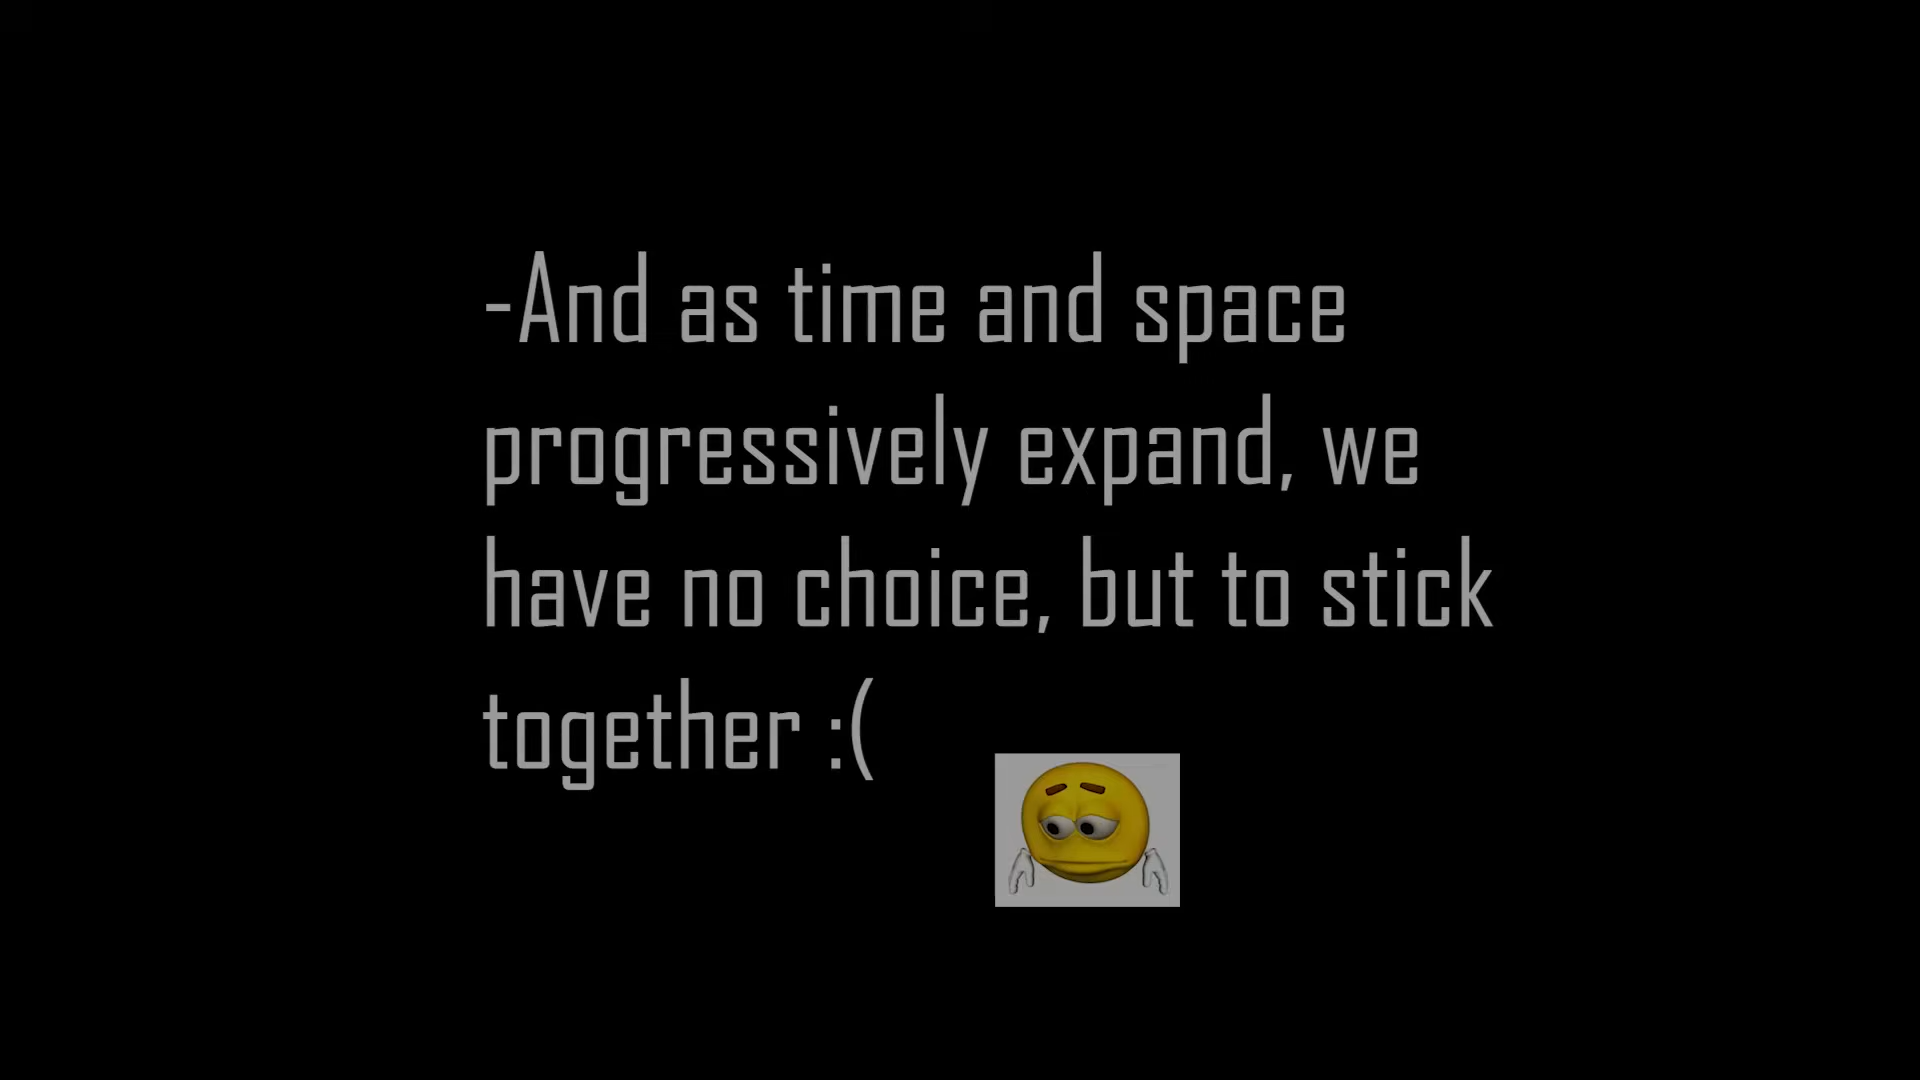 -And as time and space
progressively expand, we
have no choice, but to stick
together :(